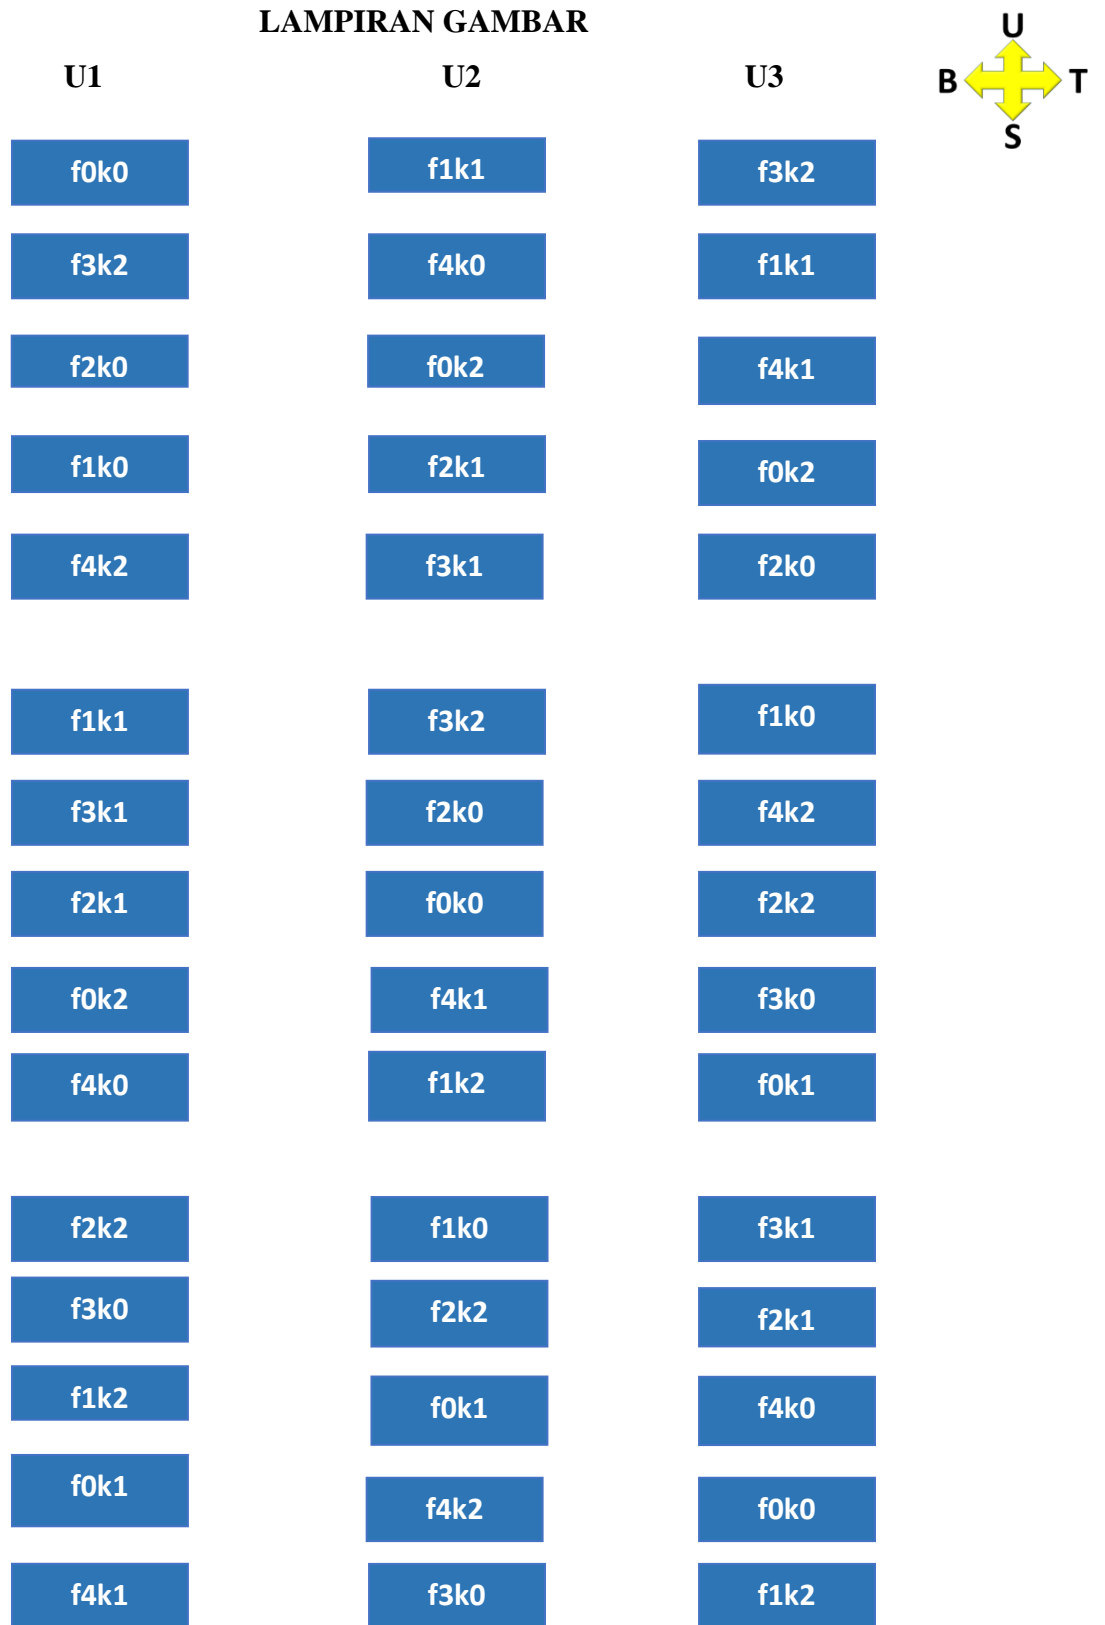 LAMPIRAN GAMBAR
U
B T
S
U1 U2 U3
f0k0 f1k1 f3k2
f3k2 f4k0 f1k1
f2k0 f0k2 f4k1
f1k0 f2k1 f0k2
f4k2 f3k1 f2k0
f1k1 f3k2 f1k0
f3k1 f2k0 f4k2
f2k1 f0k0 f2k2
f0k2 f4k1 f3k0
f4k0 f1k2 f0k1
f2k2 f1k0 f3k1
f3k0 f2k2 f2k1
f1k2 f0k1 f4k0
f0k1 f4k2 f0k0
f4k1 f3k0 f1k2